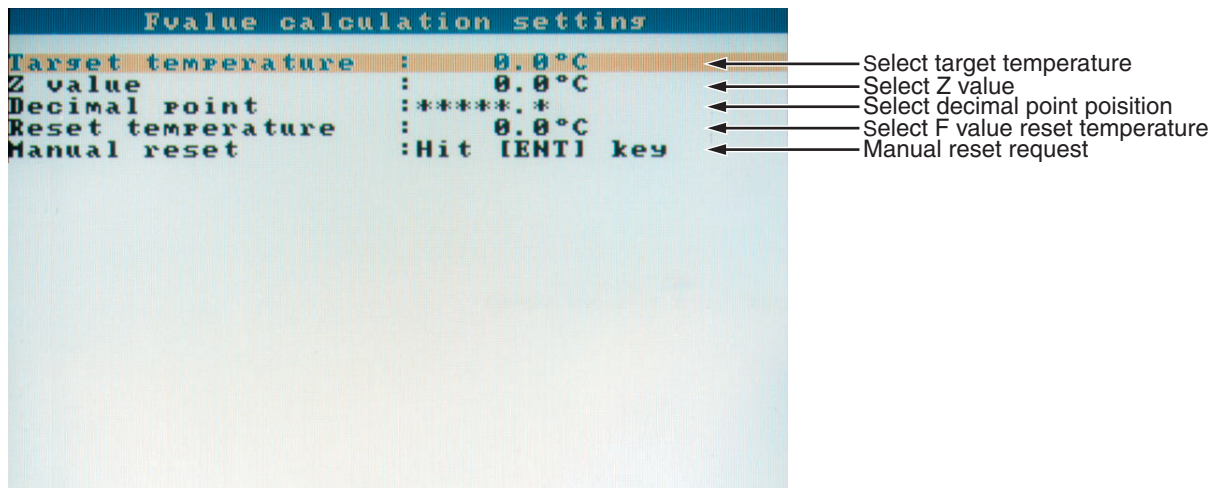 Fvalue calculation setting
Target temperature : 0.0°C
Select target temperature
Z value : 0.0°C
Select Z value
Decimal point :*****.*
Select decimal point poisition
Reset temperature : 0.0°C
Select F value reset temperature
Manual reset :Hit [ENT] key
Manual reset request